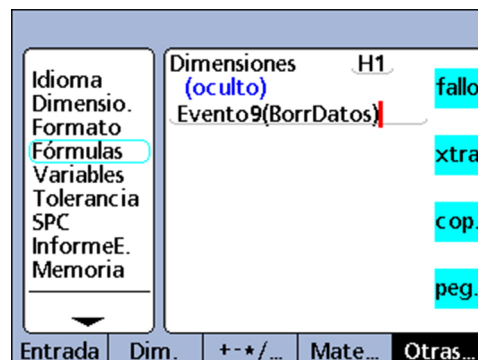 Idioma
Dimensio.
Formato
Fórmulas
Variables
Tolerancia
SPC
InformeE.
Memoria
Dimensiones H1
(oculto)
Evento9(BorrDatos)
fallo
xtra
cop.
peg.
Entrada Dim. +-*/... Mate... Otras...